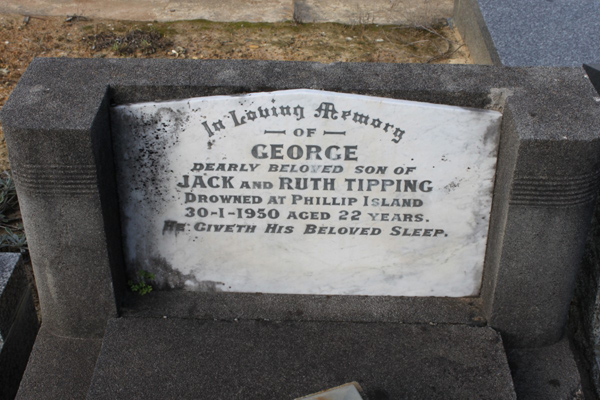 In Loving Memory
— OF —
GEORGE
DEARLY BELOVED SON OF
JACK AND RUTH TIPPING
DROWNED AT PHILLIP ISLAND
30-1-1950 AGED 22 YEARS.
HE GIVETH HIS BELOVED SLEEP.